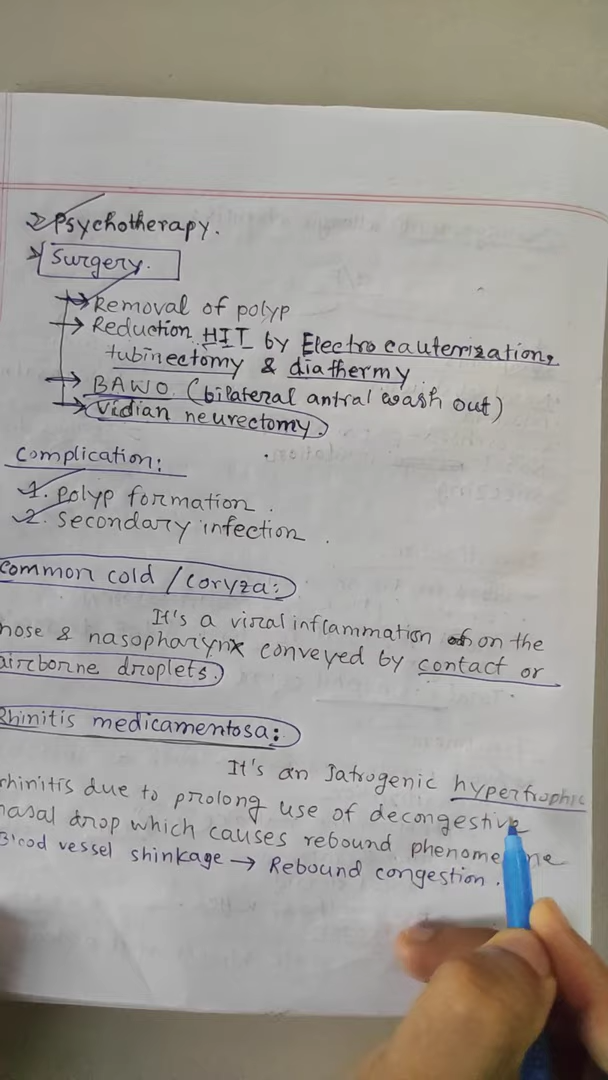 2) Psychotherapy.
Surgery.
→ Removal of polyp
→ Reduction HIT by Electro cauterization,
tubinectomy & diathermy
→ BAWO. (bilateral antral wash out)
→ Vidian neurectomy.
Complication:
1. polyp formation.
2. Secondary infection.
common cold / Coryza:
It's a viral inflammation on the
nose & nasopharynx conveyed by contact or
airborne droplets.
Rhinitis medicamentosa:
It's an Iatrogenic hypertrophic
rhinitis due to prolong use of decongestive
nasal drop which causes rebound
Blood vessel shinkage → Rebound congestion.